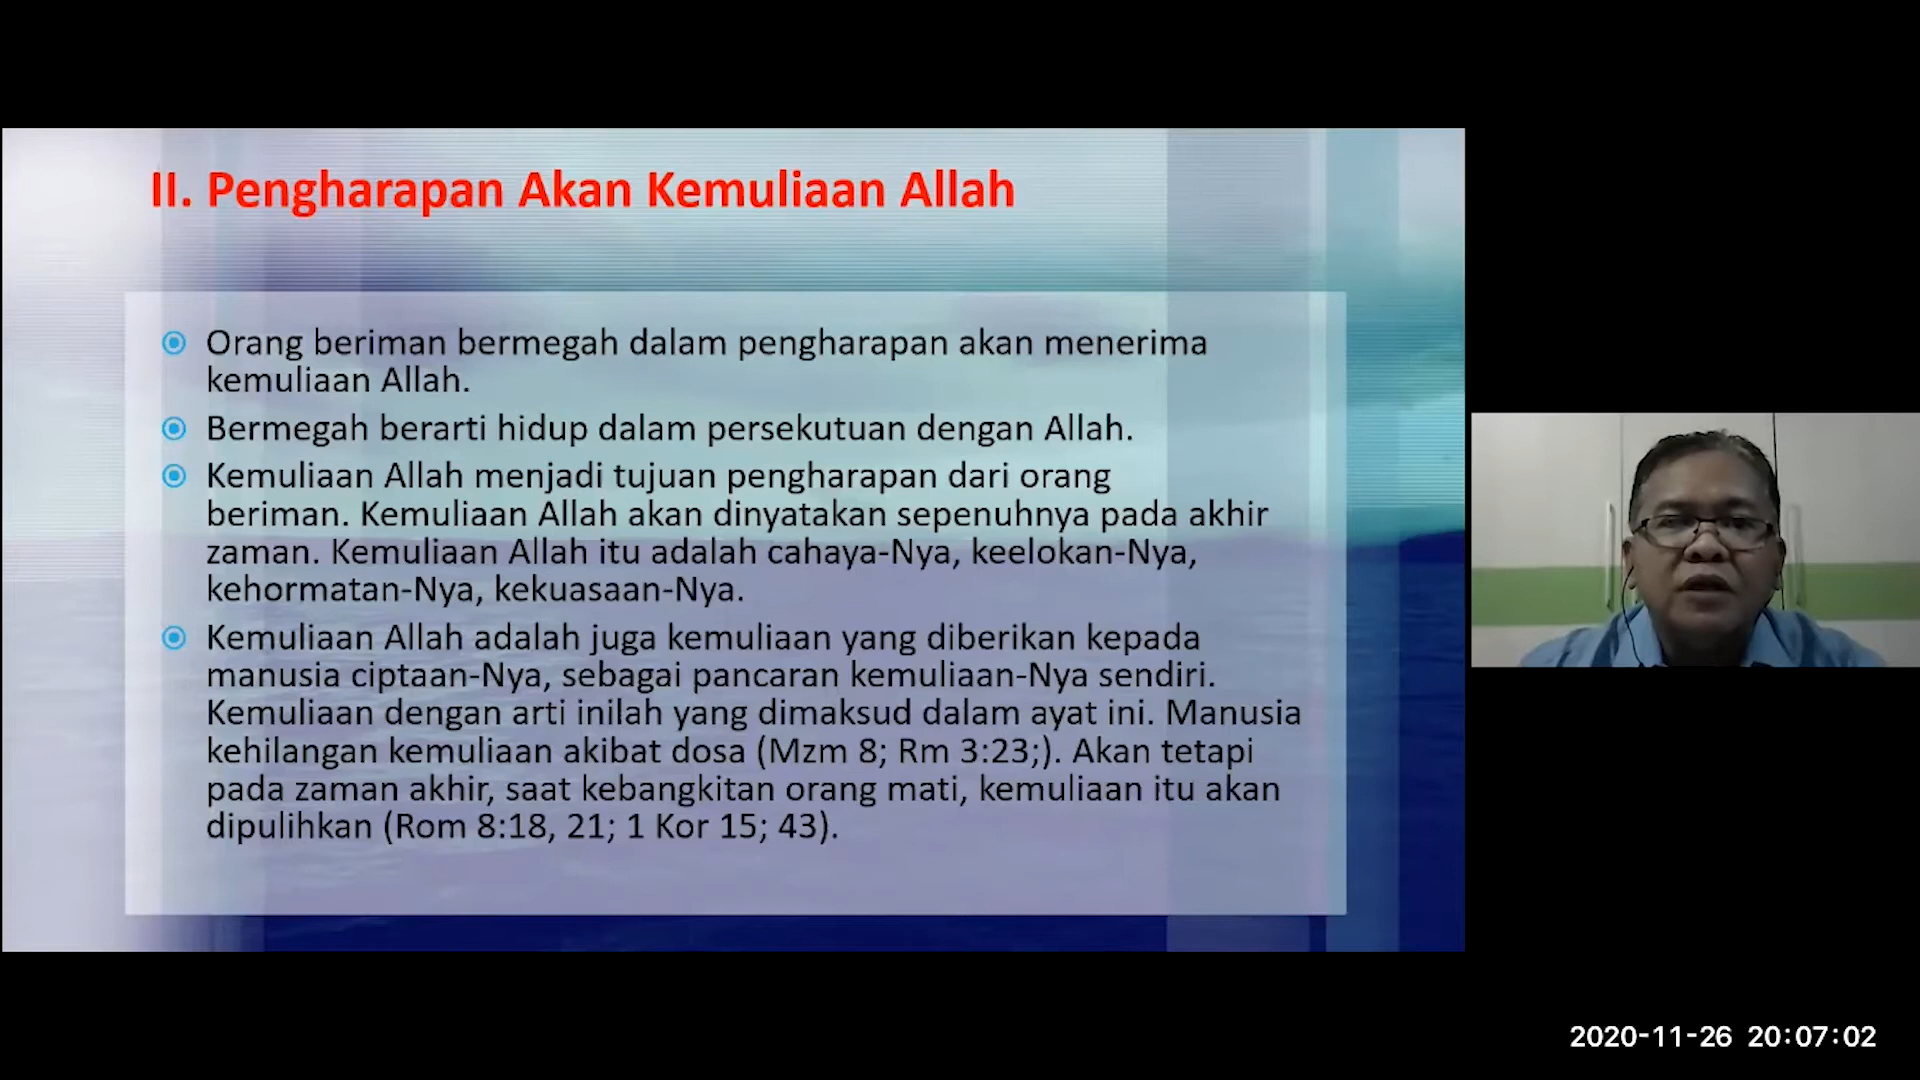 II. Pengharapan Akan Kemuliaan Allah
Orang beriman bermegah dalam pengharapan akan menerima
kemuliaan Allah.
Bermegah berarti hidup dalam persekutuan dengan Allah.
Kemuliaan Allah menjadi tujuan pengharapan dari orang
beriman. Kemuliaan Allah akan dinyatakan sepenuhnya pada akhir
zaman. Kemuliaan Allah itu adalah cahaya-Nya, keelokan-Nya,
kehormatan-Nya, kekuasaan-Nya.
Kemuliaan Allah adalah juga kemuliaan yang diberikan kepada
manusia ciptaan-Nya, sebagai pancaran kemuliaan-Nya sendiri.
Kemuliaan dengan arti inilah yang dimaksud dalam ayat ini. Manusia
kehilangan kemuliaan akibat dosa (Mzm 8; Rm 3:23;). Akan tetapi
pada zaman akhir, saat kebangkitan orang mati, kemuliaan itu akan
dipulihkan (Rom 8:18, 21; 1 Kor 15; 43).
2020-11-26 20:07:02